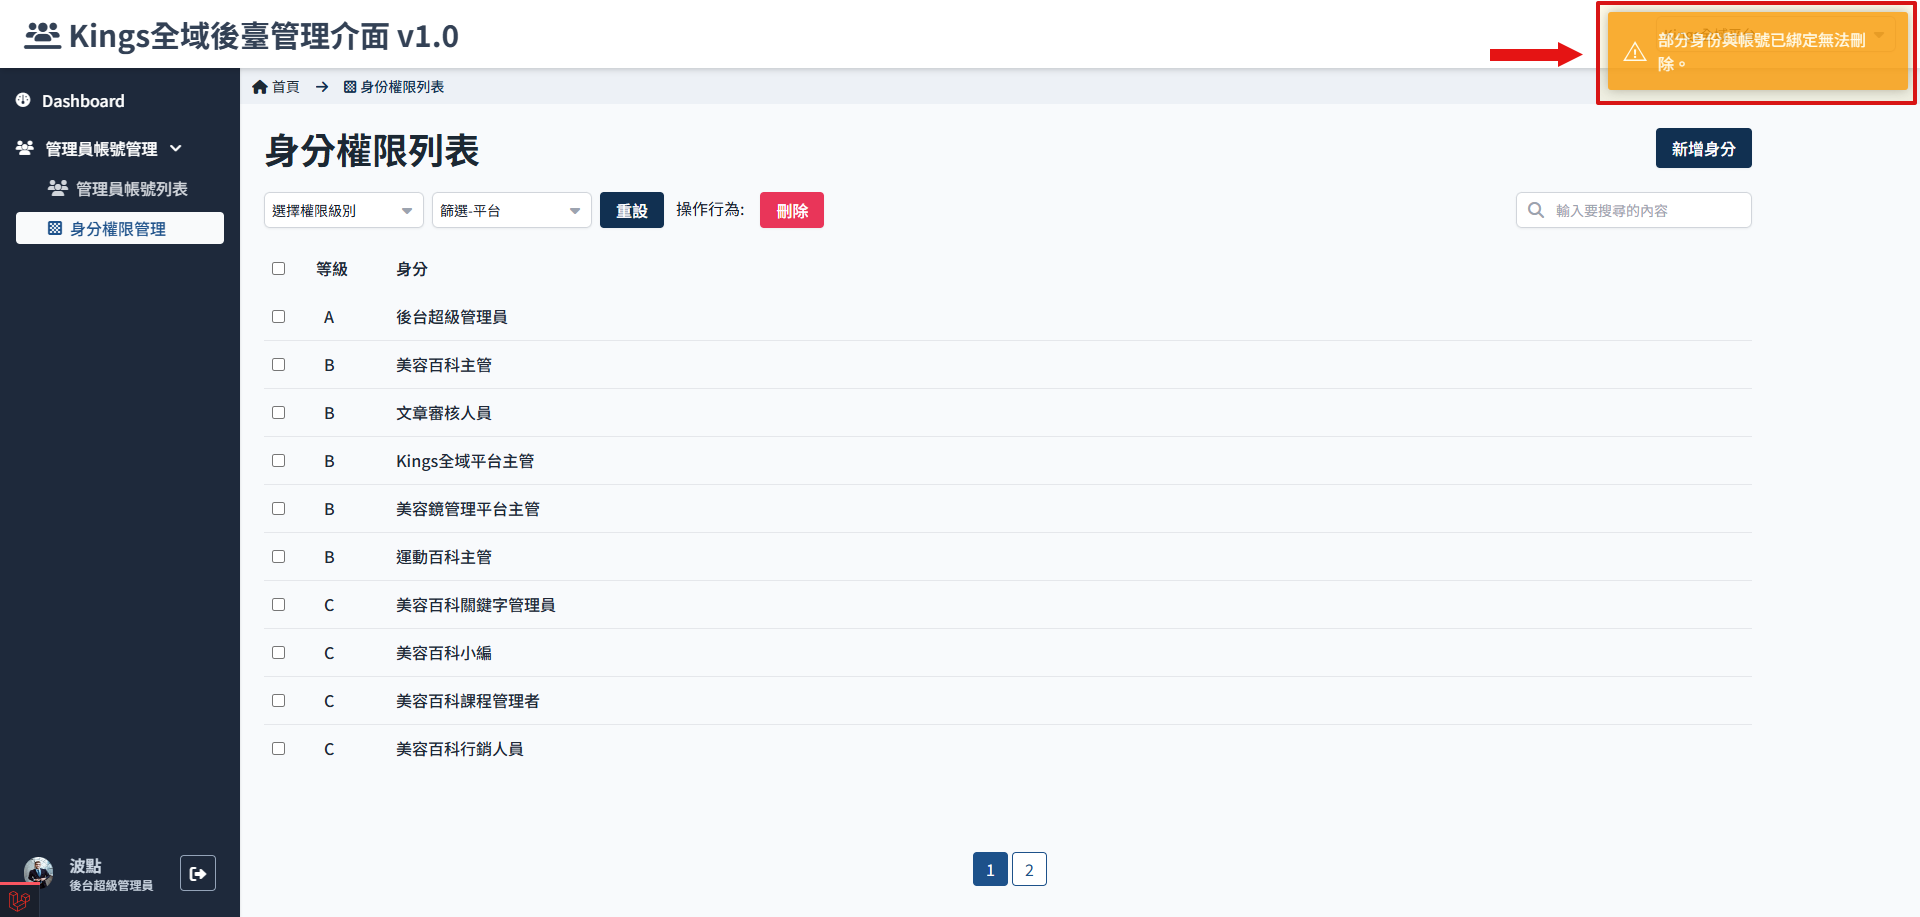 Kings全域後臺管理介面 v1.0
部分身份與帳號已綁定無法刪
除。
Dashboard
管理員帳號管理
管理員帳號列表
身分權限管理
首頁 → 身份權限列表
身分權限列表
新增身分
選擇權限級別
篩選-平台
重設
操作行為:
刪除
輸入要搜尋的內容
等級 身分
A 後台超級管理員
B 美容百科主管
B 文章審核人員
B Kings全域平台主管
B 美容鏡管理平台主管
B 運動百科主管
C 美容百科關鍵字管理員
C 美容百科小編
C 美容百科課程管理者
C 美容百科行銷人員
1 2
波點
後台超級管理員